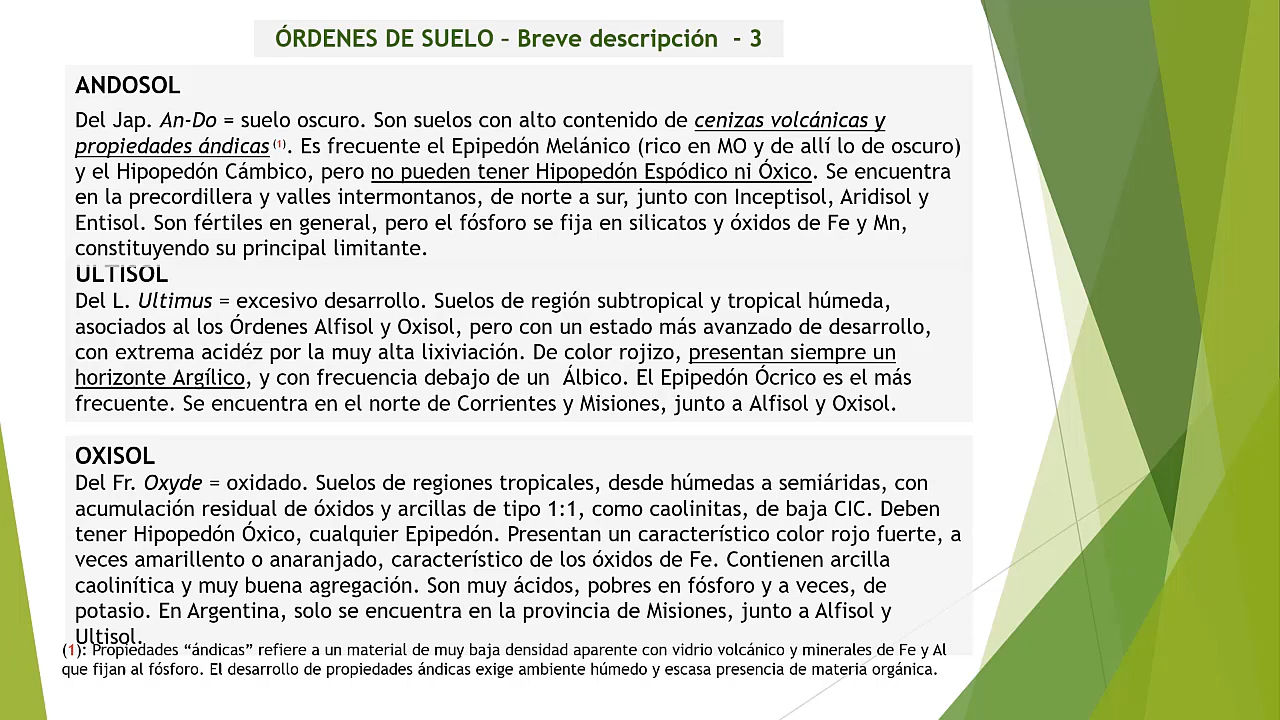 ÓRDENES DE SUELO – Breve descripción - 3
ANDOSOL
Del Jap. An-Do = suelo oscuro. Son suelos con alto contenido de cenizas volcánicas y
propiedades ándicas (1). Es frecuente el Epipedón Melánico (rico en MO y de allí lo de oscuro)
y el Hipopedón Cámbico, pero no pueden tener Hipopedón Espódico ni Óxico. Se encuentra
en la precordillera y valles intermontanos, de norte a sur, junto con Inceptisol, Aridisol y
Entisol. Son fértiles en general, pero el fósforo se fija en silicatos y óxidos de Fe y Mn,
constituyendo su principal limitante.
ULTISOL
Del L. Ultimus = excesivo desarrollo. Suelos de región subtropical y tropical húmeda,
asociados al los Órdenes Alfisol y Oxisol, pero con un estado más avanzado de desarrollo,
con extrema acidéz por la muy alta lixiviación. De color rojizo, presentan siempre un
horizonte Argílico, y con frecuencia debajo de un Álbico. El Epipedón Ócrico es el más
frecuente. Se encuentra en el norte de Corrientes y Misiones, junto a Alfisol y Oxisol.
OXISOL
Del Fr. Oxyde = oxidado. Suelos de regiones tropicales, desde húmedas a semiáridas, con
acumulación residual de óxidos y arcillas de tipo 1:1, como caolinitas, de baja CIC. Deben
tener Hipopedón Óxico, cualquier Epipedón. Presentan un característico color rojo fuerte, a
veces amarillento o anaranjado, característico de los óxidos de Fe. Contienen arcilla
caolinítica y muy buena agregación. Son muy ácidos, pobres en fósforo y a veces, de
potasio. En Argentina, solo se encuentra en la provincia de Misiones, junto a Alfisol y
Ultisol.
(1): Propiedades “ándicas” refiere a un material de muy baja densidad aparente con vidrio volcánico y minerales de Fe y Al
que fijan al fósforo. El desarrollo de propiedades ándicas exige ambiente húmedo y escasa presencia de materia orgánica.